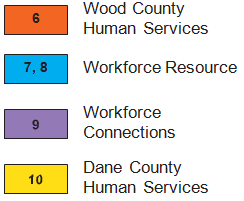 6 Wood County
Human Services
7, 8 Workforce Resource
9 Workforce
Connections
10 Dane County
Human Services